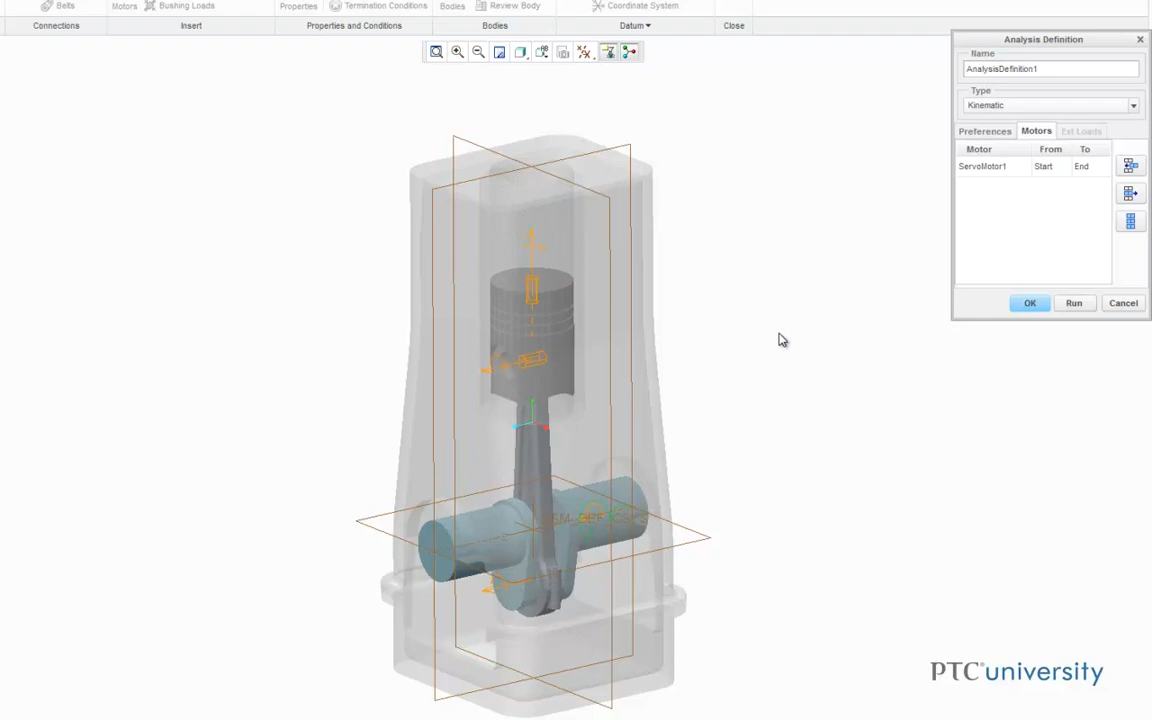 Belts Motors Bushing Loads Properties Termination Conditions Bodies Review Body Coordinate System
Connections Insert Properties and Conditions Bodies Datum Close
Analysis Definition
Name
AnalysisDefinition1
Type
Kinematic
Preferences Motors Ext Loads
Motor From To
ServoMotor1 Start End
OK Run Cancel
PTC university